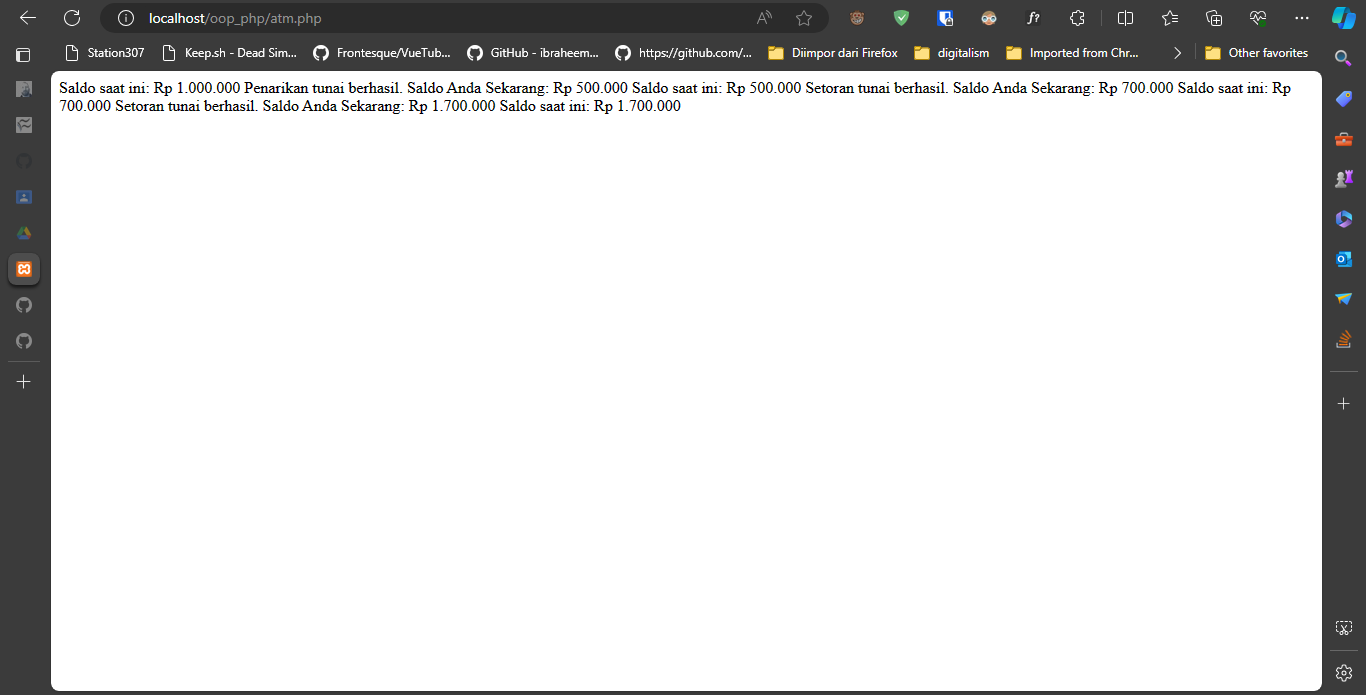 localhost/oop_php/atm.php
Station307
Keep.sh - Dead Sim...
Frontesque/VueTub...
GitHub - ibraheem...
https://github.com/...
Diimpor dari Firefox
digitalism
Imported from Chr...
Other favorites
Saldo saat ini: Rp 1.000.000 Penarikan tunai berhasil. Saldo Anda Sekarang: Rp 500.000 Saldo saat ini: Rp 500.000 Setoran tunai berhasil. Saldo Anda Sekarang: Rp 700.000 Saldo saat ini: Rp
700.000 Setoran tunai berhasil. Saldo Anda Sekarang: Rp 1.700.000 Saldo saat ini: Rp 1.700.000